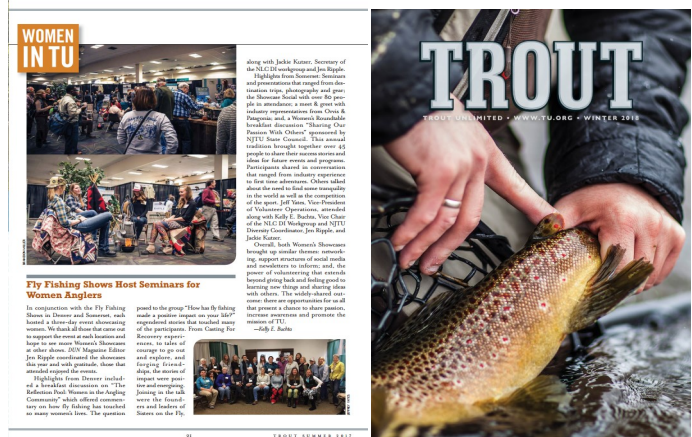 WOMEN
IN TU
Fly Fishing Shows Host Seminars for
Women Anglers
In conjunction with the Fly Fishing
Shows in Denver and Somerset, each
hosted a three-day event showcasing
women. We thank all those that came out
to support the event at each location and
hope to see more Women's Showcases
at other shows. DUN Magazine Editor
Jen Ripple coordinated the showcases
this year and with gratitude, those that
attended enjoyed the events.
Highlights from Denver includ-
ed a breakfast discussion on "The
Reflection Pool: Women in the Angling
Community" which offered commen-
tary on how fly fishing has touched
so many women's lives. The question
posed to the group "How has fly fishing
made a positive impact on your life?"
engendered stories that touched many
of the participants. From Casting For
Recovery experi-
ences, to tales of
courage to go out
and explore, and
forging friend-
ships, the stories of
impact were posi-
tive and energizing.
Joining in the talk
were the found-
ers and leaders of
Sisters on the Fly,
along with Jackie Kutzer, Secretary of
the NLC DI workgroup and Jen Ripple.
Highlights from Somerset: Seminars
and presentations that ranged from des-
tination trips, photography and gear;
the Showcase Social with over 80 peo-
ple in attendance; a meet & greet with
industry representatives from Orvis &
Patagonia; and, a Women's Roundtable
breakfast discussion "Sharing Our
Passion With Others" sponsored by
NJTU State Council. This annual
tradition brought together over 45
people to share their success stories and
ideas for future events and programs.
Participants shared in conversation
that ranged from industry experience
to first time adventures. Others talked
about the need to find some tranquility
in the world as well as the competition
of the sport. Jeff Yates, Vice-President
of Volunteer Operations, attended
along with Kelly E. Buchta, Vice Chair
of the NLC DI Workgroup and NJTU
Diversity Coordinator, Jen Ripple, and
Jackie Kutzer.
Overall, both Women's Showcases
brought up similar themes: network-
ing, support structures of social media
and newsletters to inform; and, the
power of volunteering that extends
beyond giving back and feeling good to
learning new things and sharing ideas
with others. The widely-shared out-
come: there are opportunities for us all
that present a chance to share passion,
increase awareness and promote the
mission of TU.
—Kelly E. Buchta
TROUT SUMMER 2017
TROUT
TROUT UNLIMITED • WWW.TU.ORG • WINTER 2018